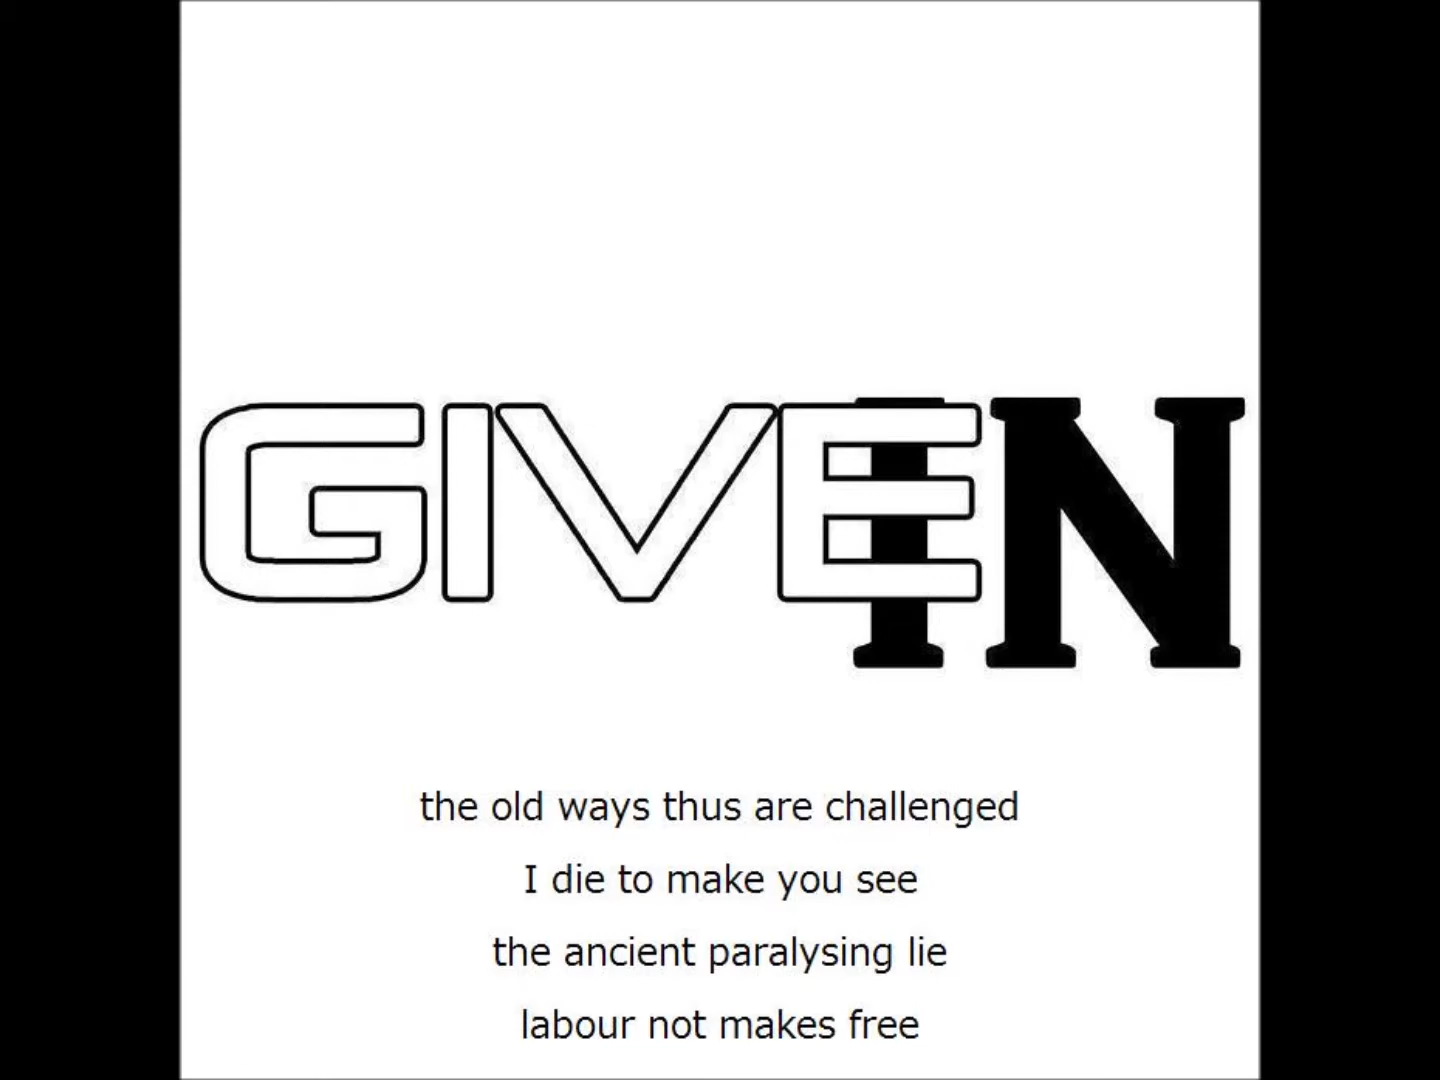 GIVEN IN
the old ways thus are challenged
I die to make you see
the ancient paralysing lie
labour not makes free